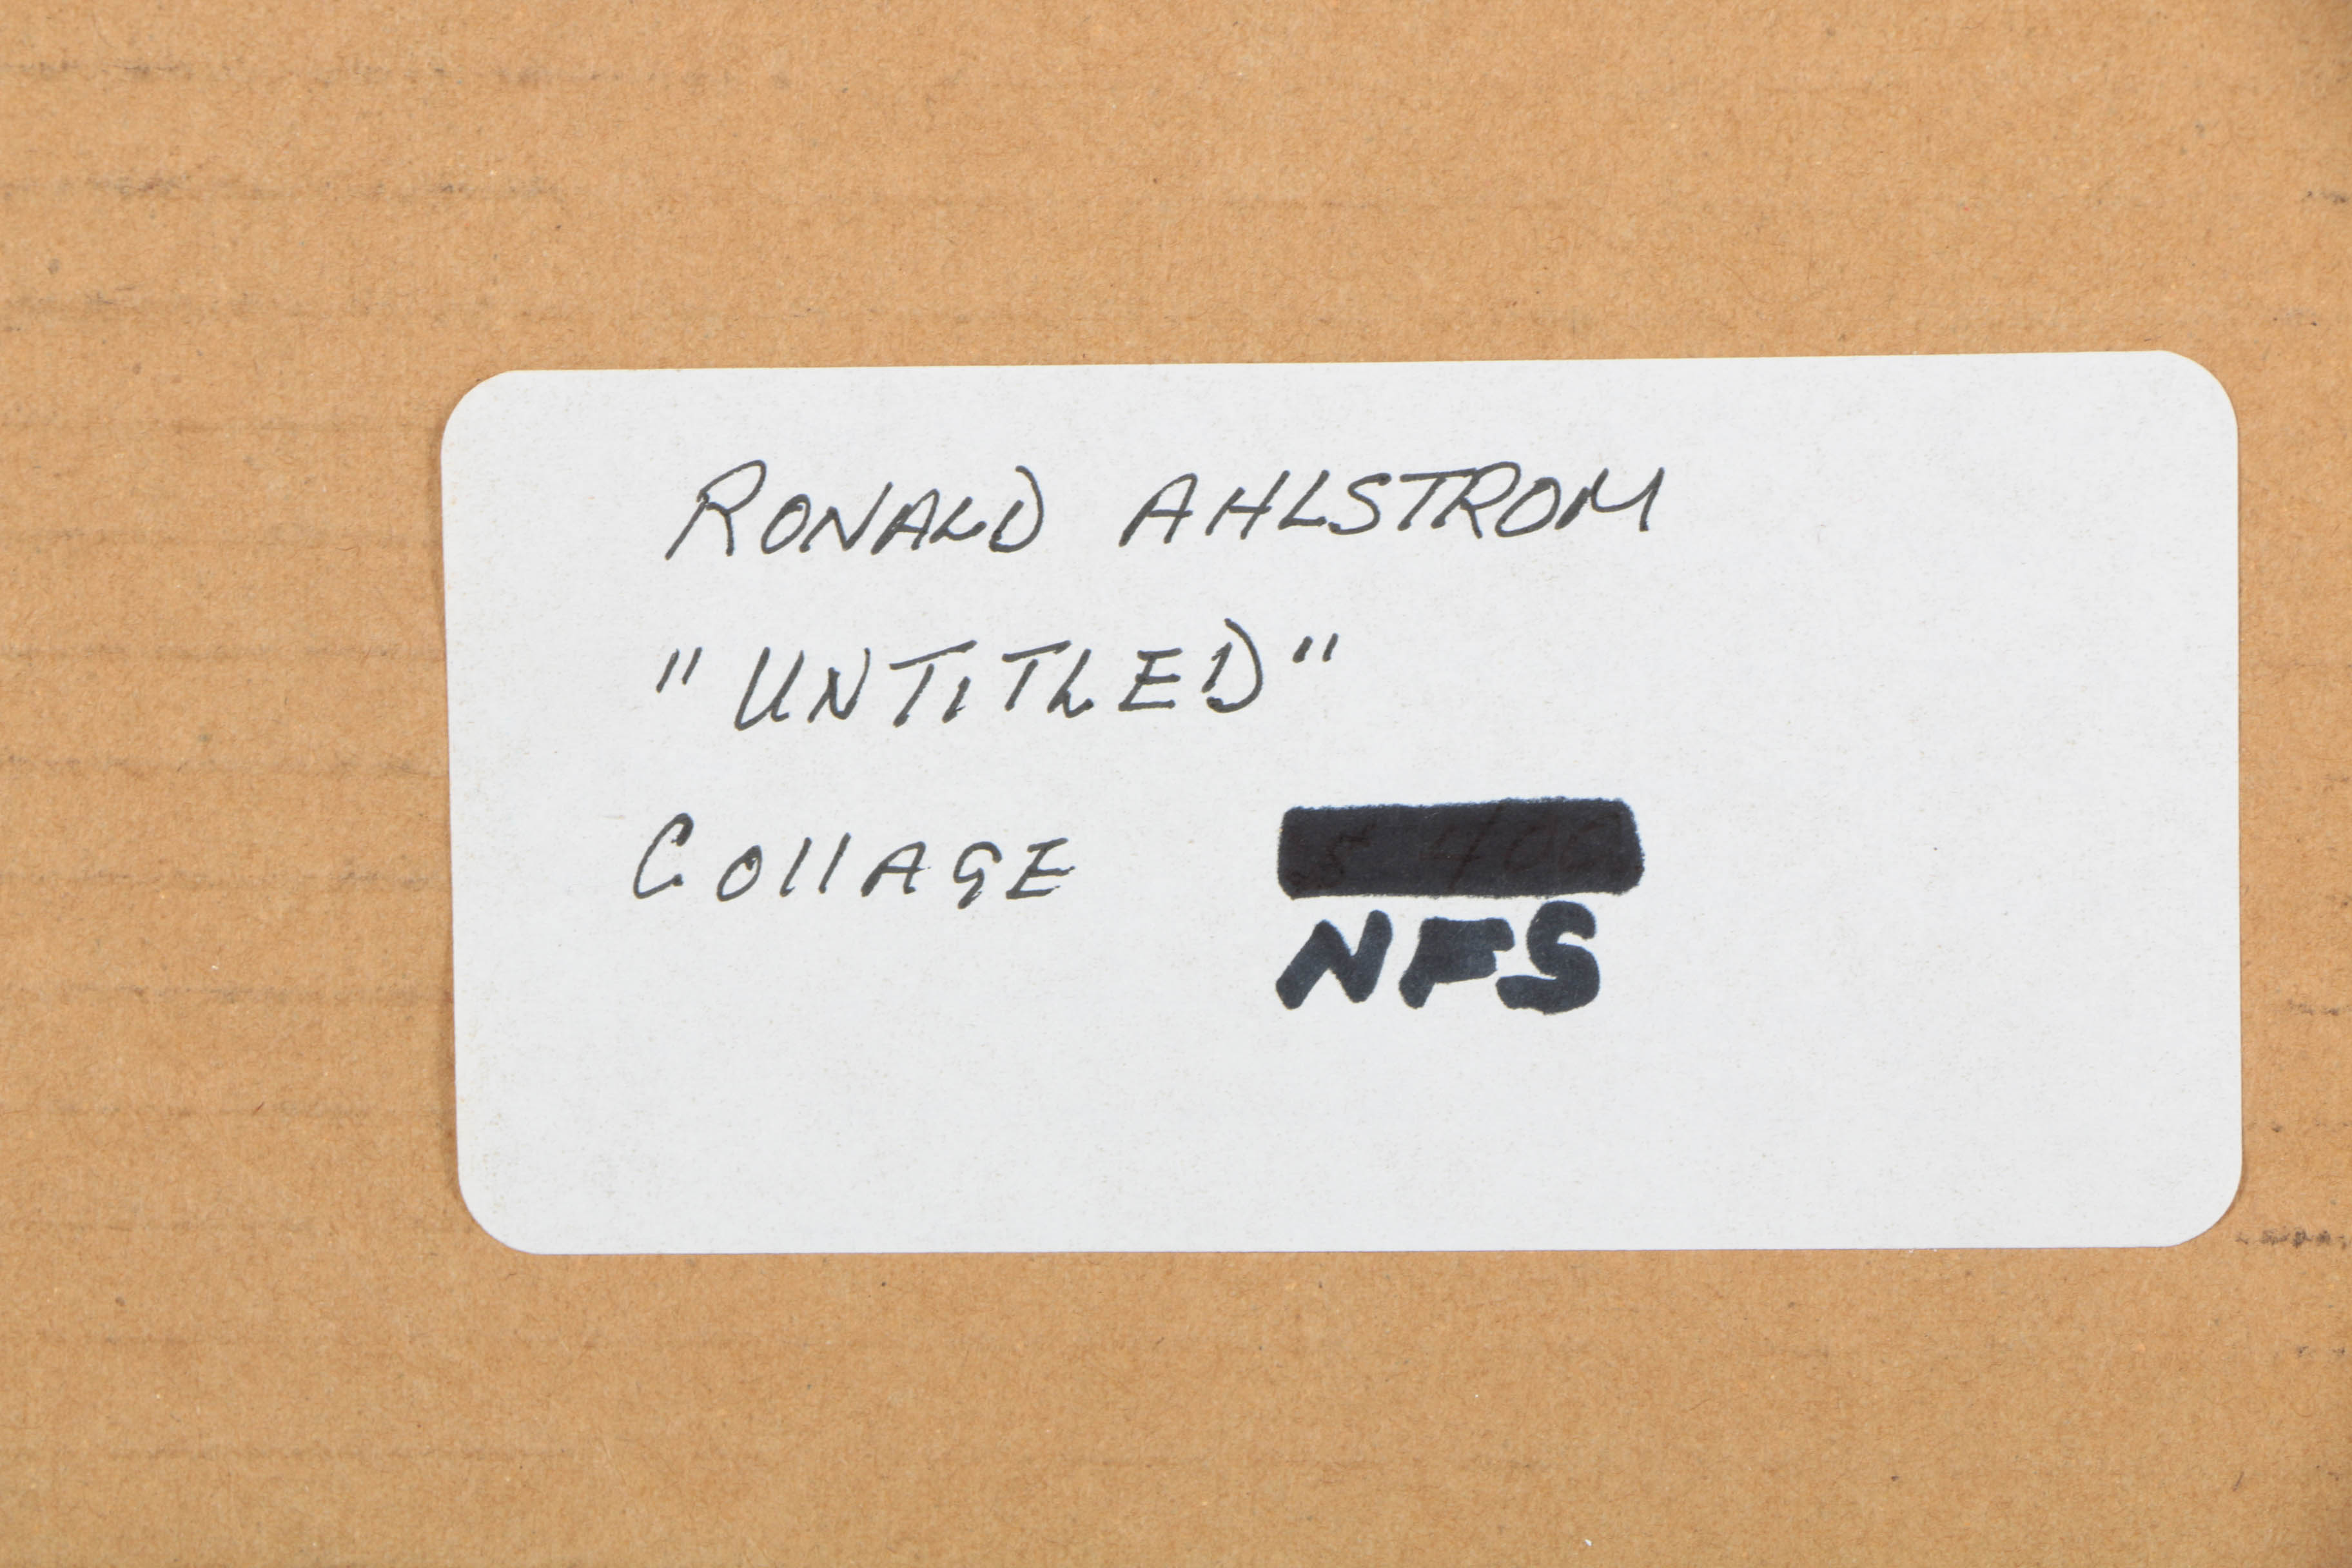 RONALD AHLSTROM
"UNTITLED"
COllAGE
NFS